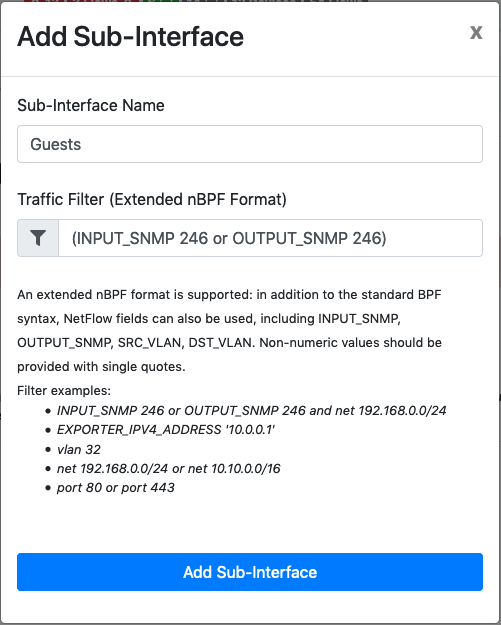 Add Sub-Interface
X
Sub-Interface Name
Guests
Traffic Filter (Extended nBPF Format)
(INPUT_SNMP 246 or OUTPUT_SNMP 246)
An extended nBPF format is supported: in addition to the standard BPF
syntax, NetFlow fields can also be used, including INPUT_SNMP,
OUTPUT_SNMP, SRC_VLAN, DST_VLAN. Non-numeric values should be
provided with single quotes.
Filter examples:
• INPUT_SNMP 246 or OUTPUT_SNMP 246 and net 192.168.0.0/24
• EXPORTER_IPV4_ADDRESS '10.0.0.1'
• vlan 32
• net 192.168.0.0/24 or net 10.10.0.0/16
• port 80 or port 443
Add Sub-Interface